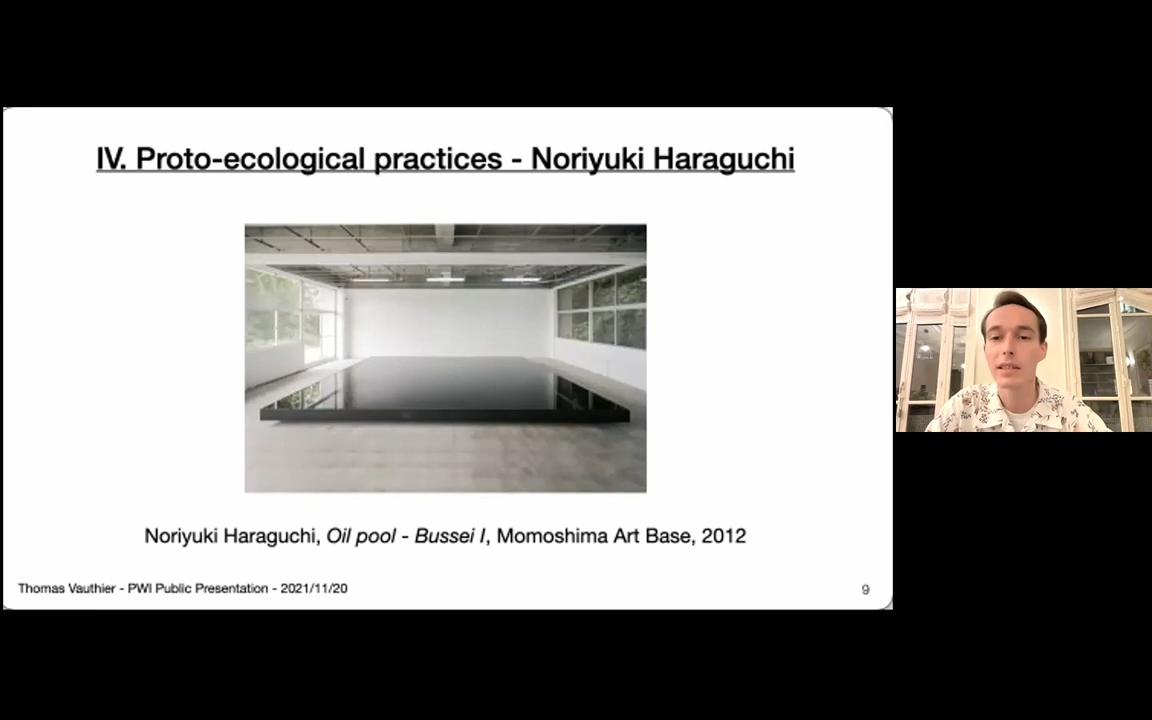 IV. Proto-ecological practices - Noriyuki Haraguchi
Noriyuki Haraguchi, Oil pool - Bussei I, Momoshima Art Base, 2012
Thomas Vauthier - PWI Public Presentation - 2021/11/20
9